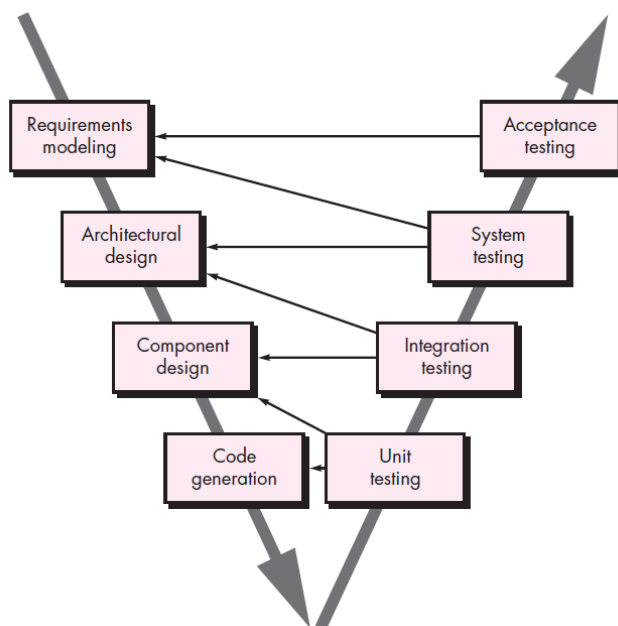 Requirements
modeling
Acceptance
testing
Architectural
design
System
testing
Component
design
Integration
testing
Code
generation
Unit
testing